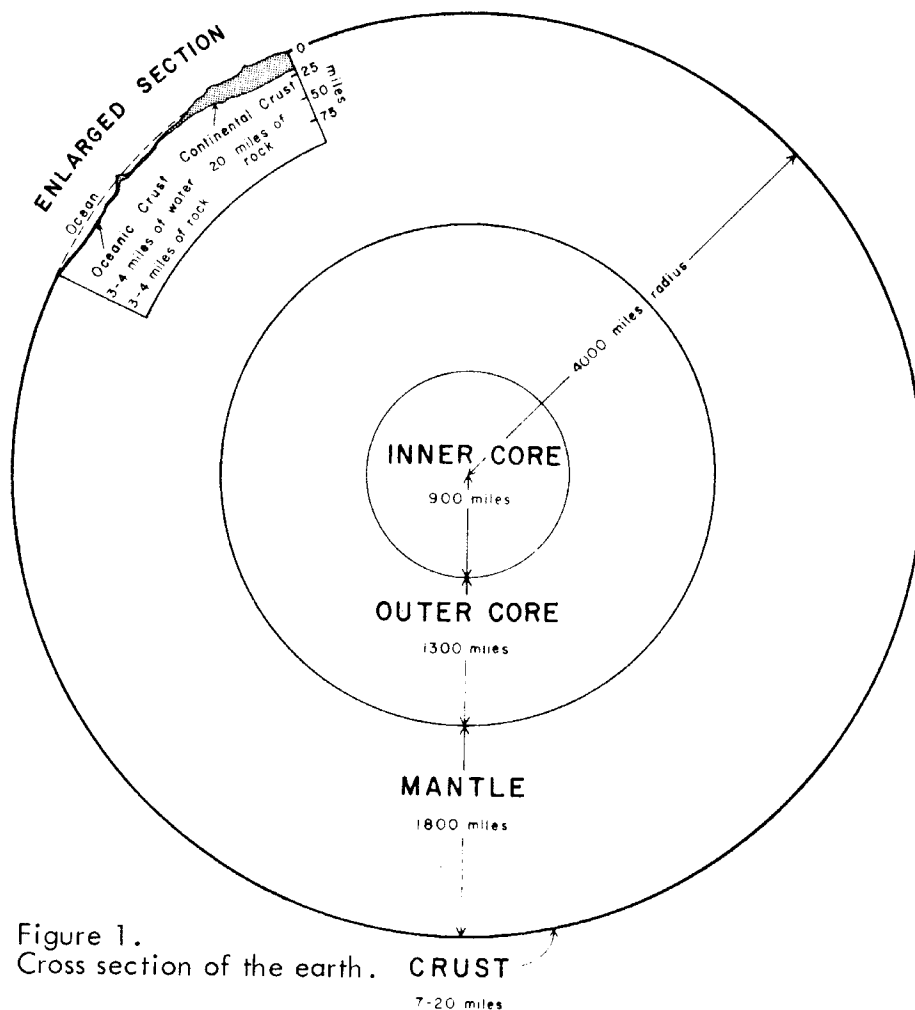 ENLARGED SECTION
0
25
50
75
miles
Ocean
Oceanic Crust
3-4 miles of water
3-4 miles of rock
Continental Crust
20 miles of
rock
4000 miles radius
INNER CORE
900 miles
OUTER CORE
1300 miles
MANTLE
1800 miles
Figure 1.
Cross section of the earth.
CRUST
7-20 miles